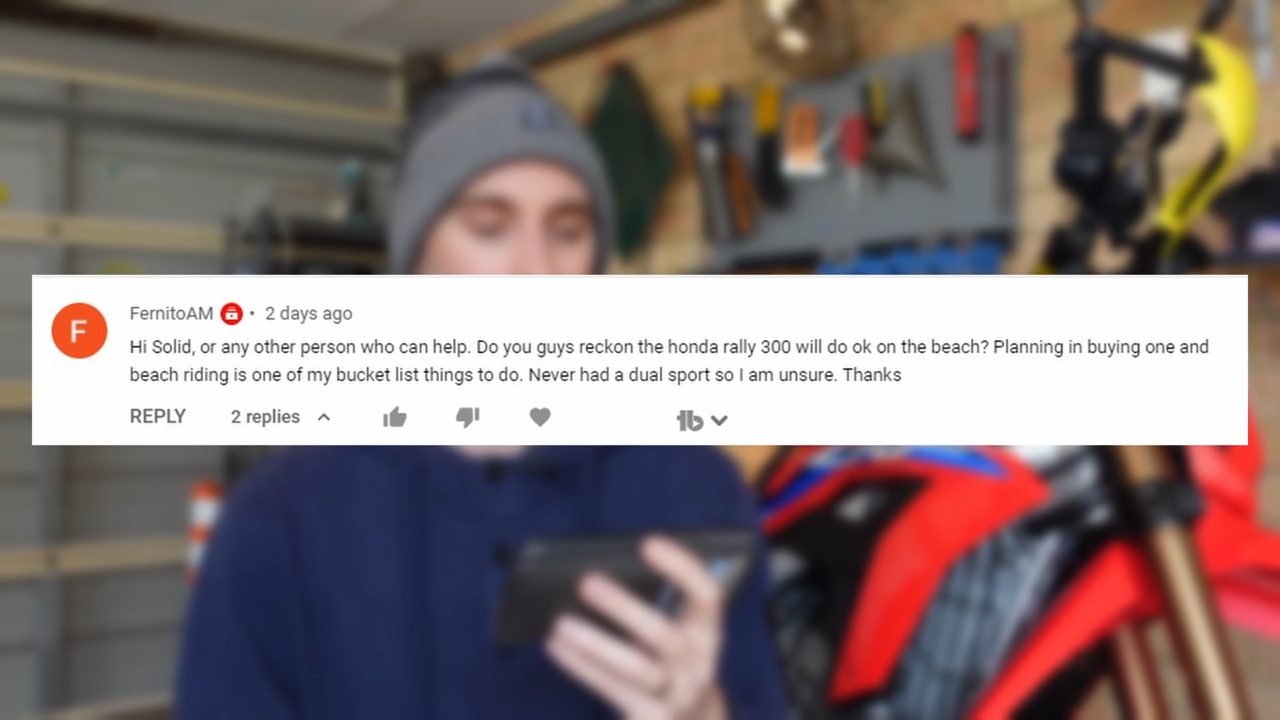 F
FernitoAM • 2 days ago
Hi Solid, or any other person who can help. Do you guys reckon the honda rally 300 will do ok on the beach? Planning in buying one and
beach riding is one of my bucket list things to do. Never had a dual sport so I am unsure. Thanks
REPLY 2 replies